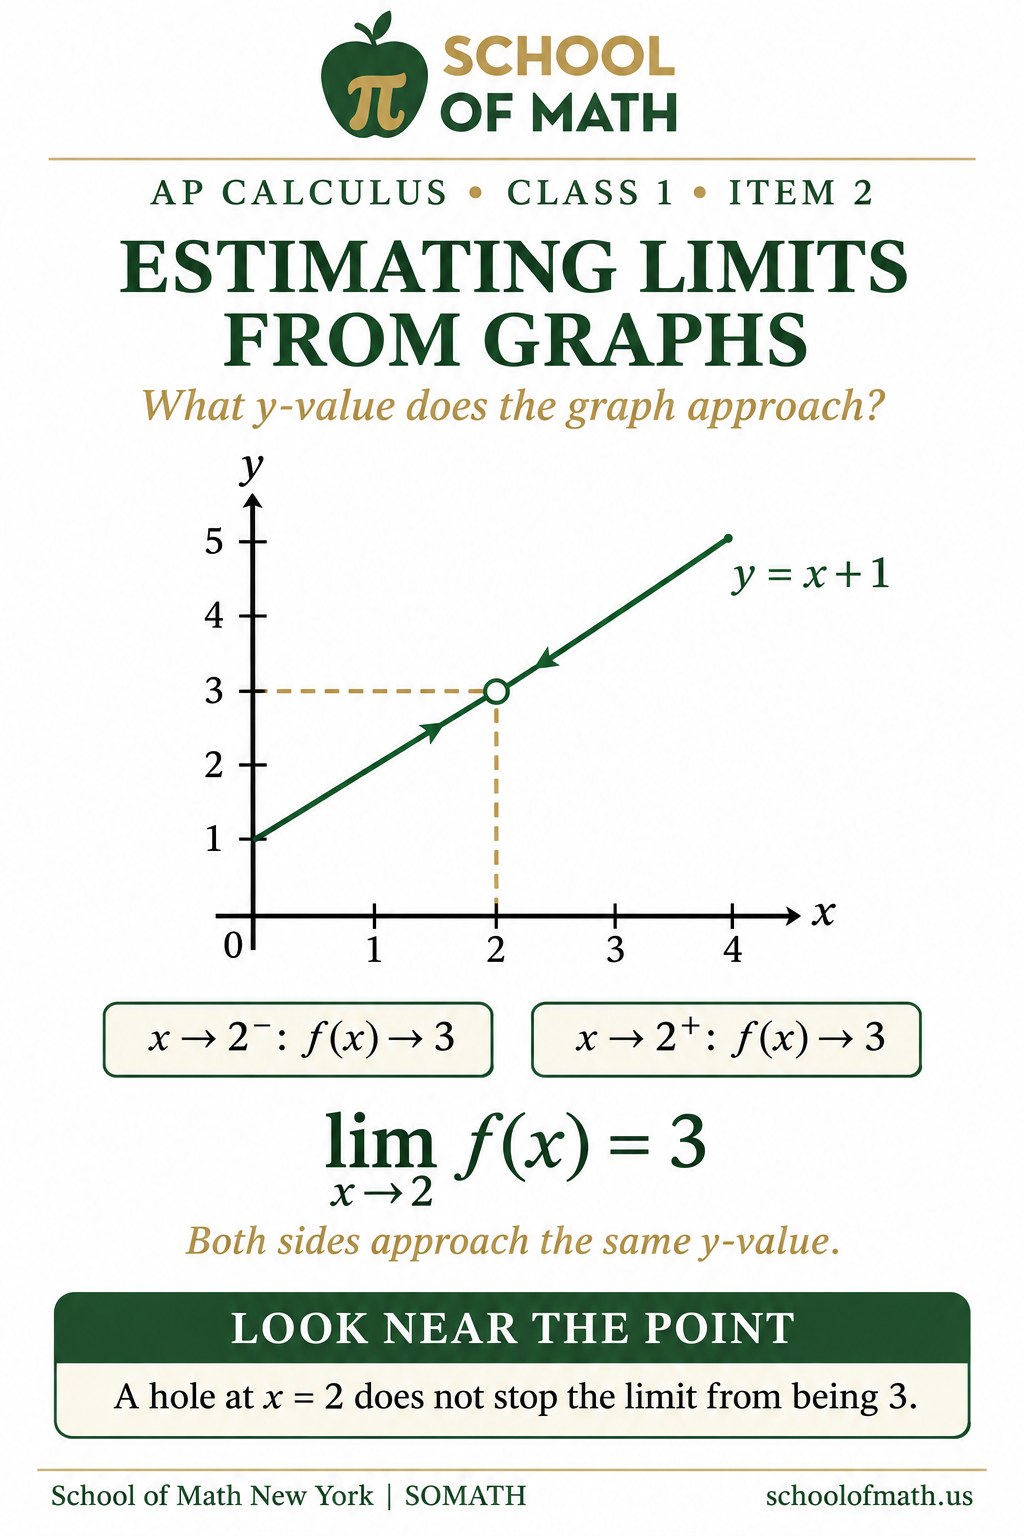 π SCHOOL
OF MATH
AP CALCULUS • CLASS 1 • ITEM 2
ESTIMATING LIMITS
FROM GRAPHS
What y-value does the graph approach?
y
5
4
3
2
1
y = x + 1
x
0 1 2 3 4
x → 2⁻: f(x) → 3
x → 2⁺: f(x) → 3
lim f(x) = 3
x → 2
Both sides approach the same y-value.
LOOK NEAR THE POINT
A hole at x = 2 does not stop the limit from being 3.
School of Math New York | SOMATH
schoolofmath.us